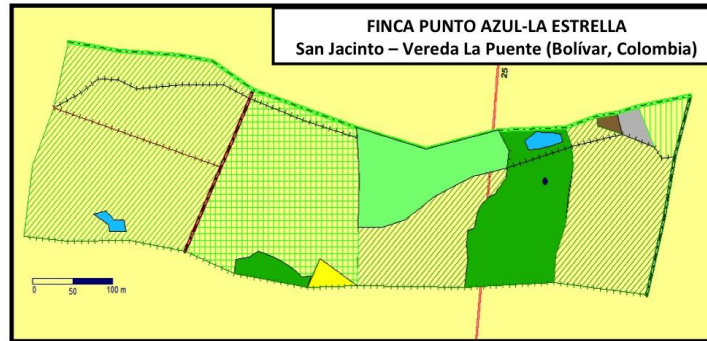 FINCA PUNTO AZUL-LA ESTRELLA
San Jacinto – Vereda La Puente (Bolívar, Colombia)
25
0 50 100 m